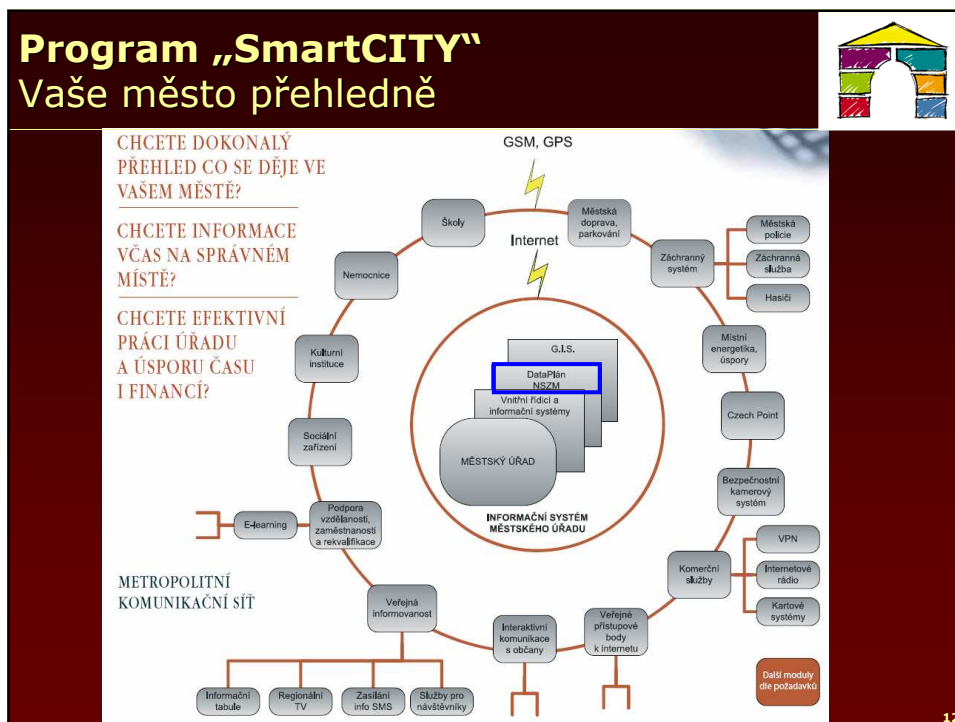 Program „SmartCITY“
Vaše město přehledně
CHCETE DOKONALÝ
PŘEHLED CO SE DĚJE VE
VAŠEM MĚSTĚ?
CHCETE INFORMACE
VČAS NA SPRÁVNÉM
MÍSTĚ?
CHCETE EFEKTIVNÍ
PRÁCI ÚŘADU
A ÚSPORU ČASU
I FINANCÍ?
GSM, GPS
Internet
Školy
Městská
doprava,
parkování
Záchranný
systém
Městská
policie
Záchranná
služba
Hasiči
Nemocnice
Kulturní
instituce
Sociální
zařízení
Místní
energetika,
úspory
Czech Point
Bezpečnostní
kamerový
systém
G.I.S.
DataPlán
NSZM
Vnitřní řídicí a
informační systémy
MĚSTSKÝ ÚŘAD
INFORMAČNÍ SYSTÉM
MĚSTSKÉHO ÚŘADU
E-learning
Podpora
vzdělanosti,
zaměstnanosti
a rekvalifikace
METROPOLITNÍ
KOMUNIKAČNÍ SÍŤ
Veřejná
informovanost
Interaktivní
komunikace
s občany
Veřejné
přístupové
body
k internetu
Komerční
služby
VPN
Internetové
rádio
Kartové
systémy
Informační
tabule
Regionální
TV
Zasílání
info SMS
Služby pro
návštěvníky
Další moduly
dle požadavků